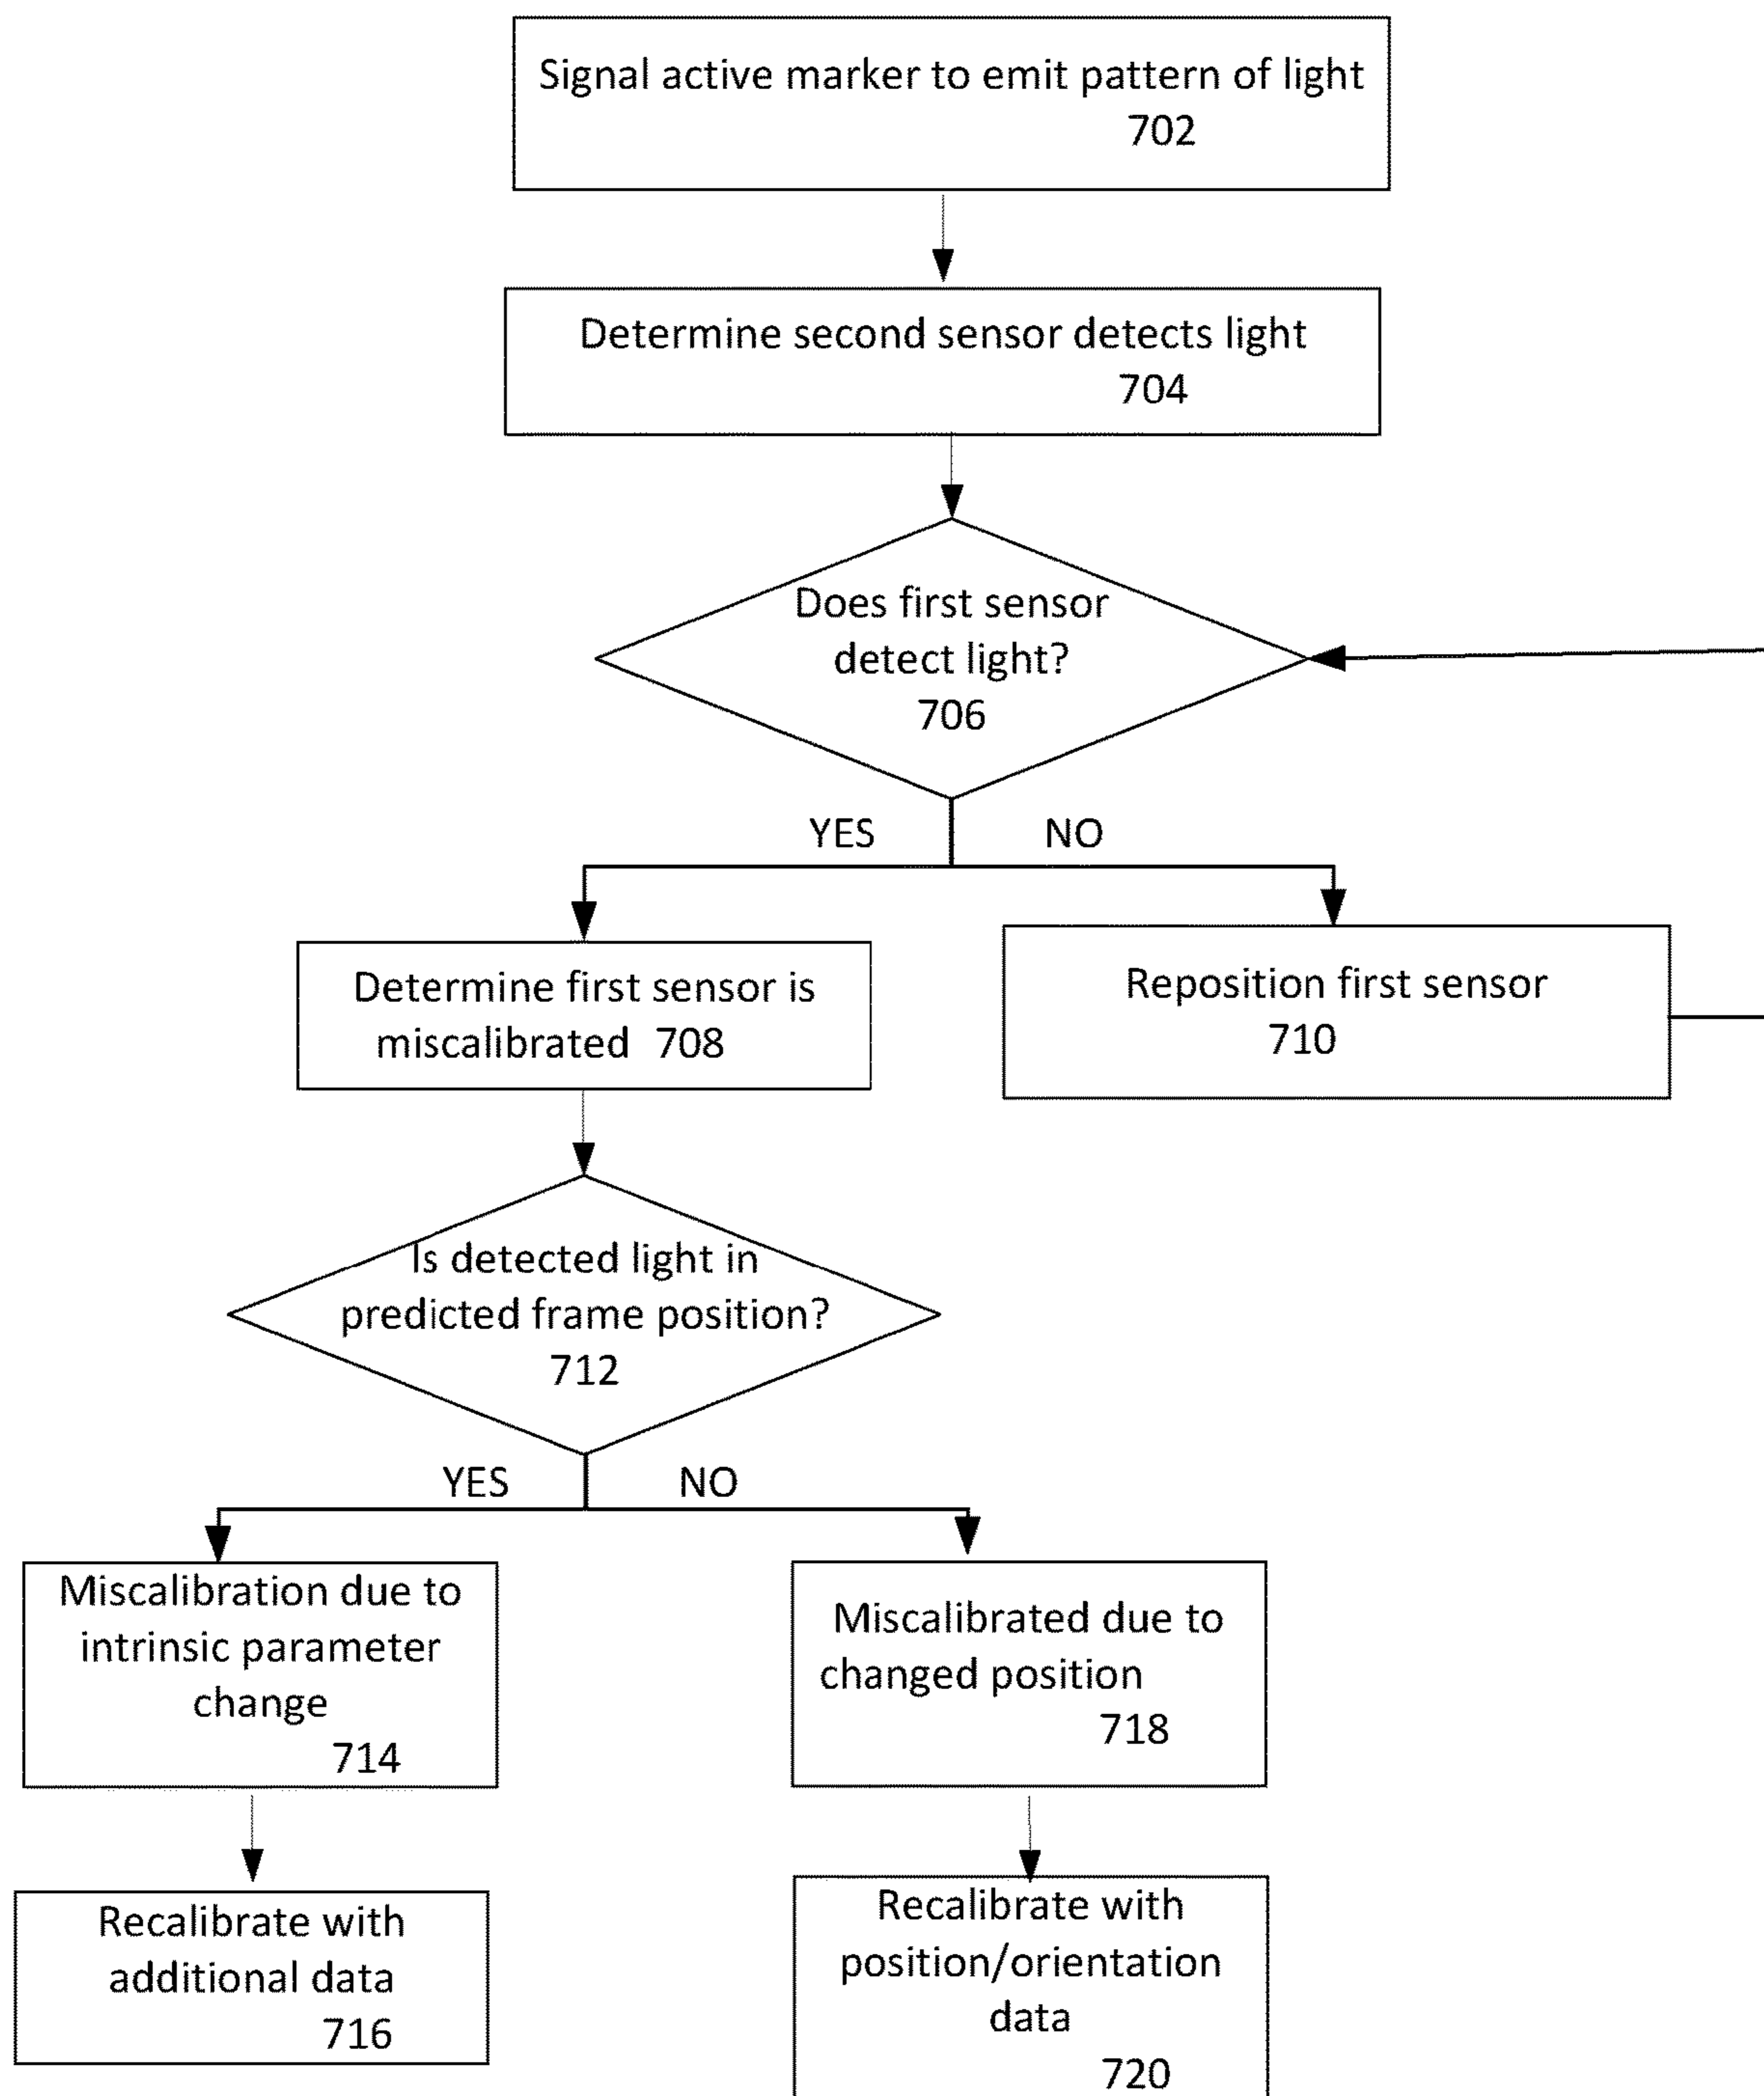 Signal active marker to emit pattern of light
702
Determine second sensor detects light
704
Does first sensor
detect light?
706
YES
NO
Determine first sensor is
miscalibrated 708
Reposition first sensor
710
Is detected light in
predicted frame position?
712
YES
NO
Miscalibration due to
intrinsic parameter
change
714
Miscalibrated due to
changed position
718
Recalibrate with
additional data
716
Recalibrate with
position/orientation
data
720